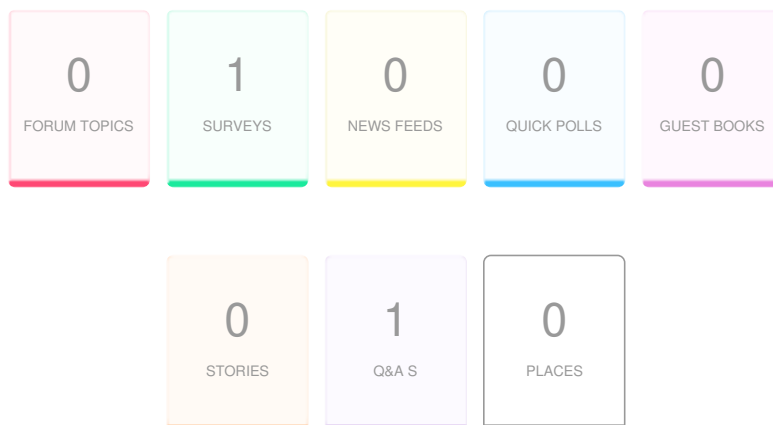 0 1 0 0 0
FORUM TOPICS SURVEYS NEWS FEEDS QUICK POLLS GUEST BOOKS
0 1 0
STORIES Q&A S PLACES